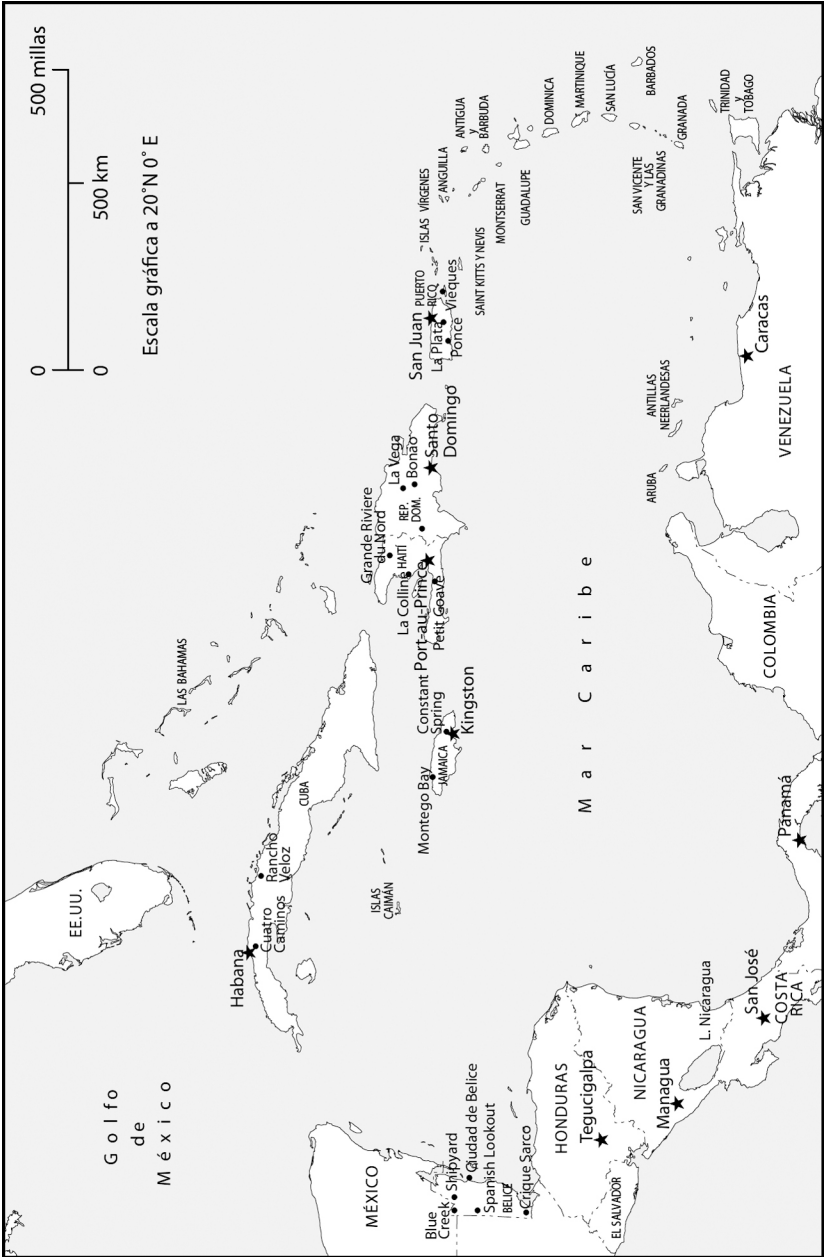 500 millas
0
500 km
0
Escala gráfica a 20°N 0° E
Golfo
de
México
EE.UU.
LAS BAHAMAS
Habana
Cuatro
Caminos
Rancho
Veloz
CUBA
ISLAS
CAIMÁN
Montego Bay
JAMAICA
Constant
Spring
Kingston
Grande Riviere
du Nord
La Colline
HAITÍ
Port-au-Prince
Petit Goave
REP.
DOM.
La Vega
Bonao
Santo
Domingo
San Juan
PUERTO
RICO
La Plata
Ponce
Vieques
ISLAS VÍRGENES
ANGUILLA
SAINT KITTS Y NEVIS
ANTIGUA
Y
BARBUDA
MONTSERRAT
GUADALUPE
DOMINICA
MARTINIQUE
SAN LUCÍA
BARBADOS
SAN VICENTE
Y LAS
GRANADINAS
GRANADA
TRINIDAD
Y
TOBAGO
Mar Caribe
MÉXICO
Blue
Creek
Shipyard
Ciudad de Belice
Spanish Lookout
BELICE
Crique Sarco
HONDURAS
Tegucigalpa
EL SALVADOR
NICARAGUA
Managua
L. Nicaragua
San José
COSTA
RICA
Panamá
COLOMBIA
ARUBA
ANTILLAS
NEERLANDESAS
VENEZUELA
Caracas